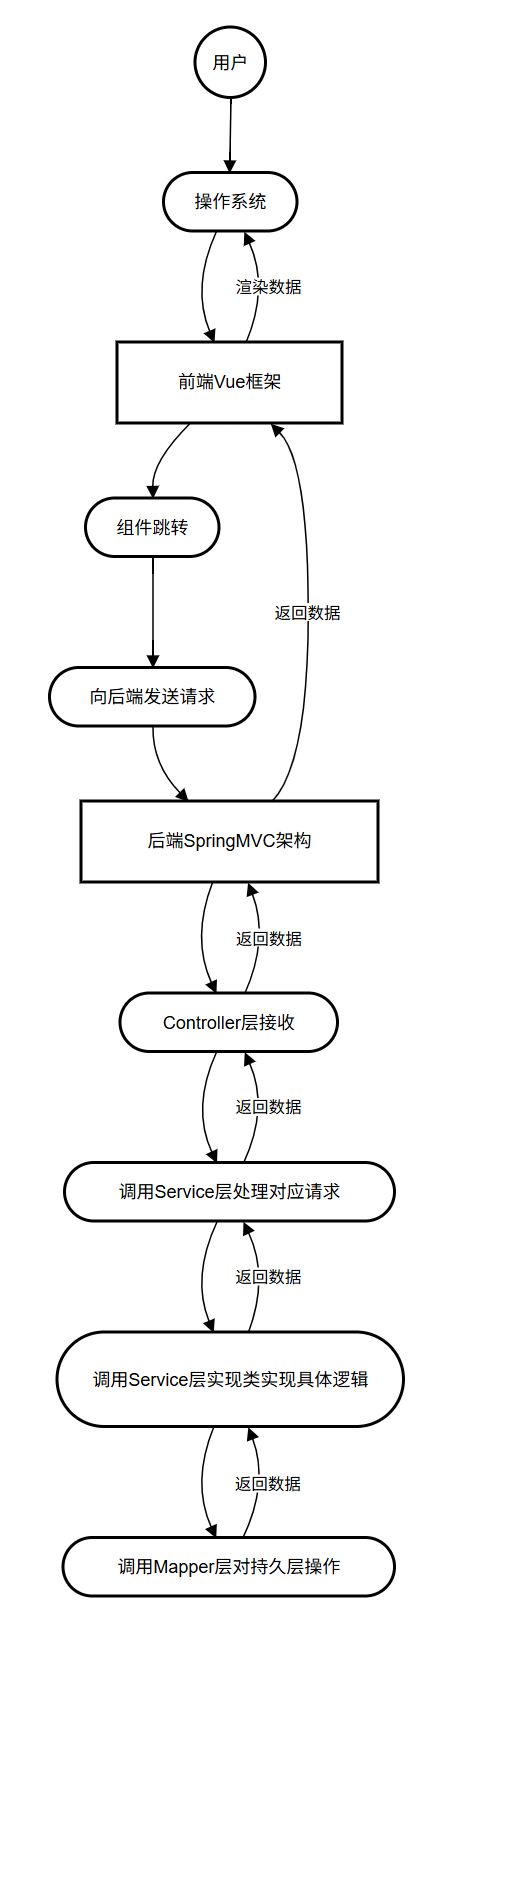 用户
操作系统
渲染数据
前端Vue框架
组件跳转
返回数据
向后端发送请求
后端SpringMVC架构
返回数据
Controller层接收
返回数据
调用Service层处理对应请求
返回数据
调用Service层实现类实现具体逻辑
返回数据
调用Mapper层对持久层操作